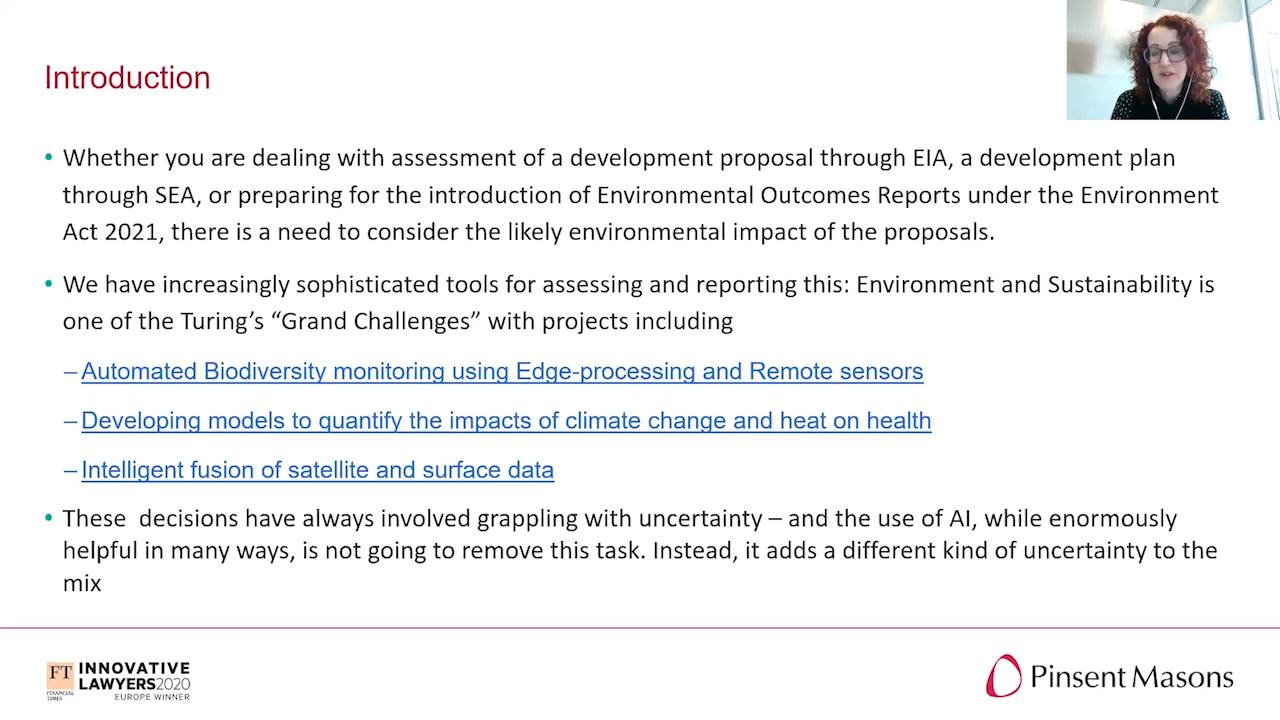 Introduction
• Whether you are dealing with assessment of a development proposal through EIA, a development plan
through SEA, or preparing for the introduction of Environmental Outcomes Reports under the Environment
Act 2021, there is a need to consider the likely environmental impact of the proposals.
• We have increasingly sophisticated tools for assessing and reporting this: Environment and Sustainability is
one of the Turing’s “Grand Challenges” with projects including
– Automated Biodiversity monitoring using Edge-processing and Remote sensors
– Developing models to quantify the impacts of climate change and heat on health
– Intelligent fusion of satellite and surface data
• These  decisions have always involved grappling with uncertainty – and the use of AI, while enormously
helpful in many ways, is not going to remove this task. Instead, it adds a different kind of uncertainty to the
mix
FT
FINANCIAL
TIMES
INNOVATIVE
LAWYERS2020
EUROPE WINNER
Pinsent Masons